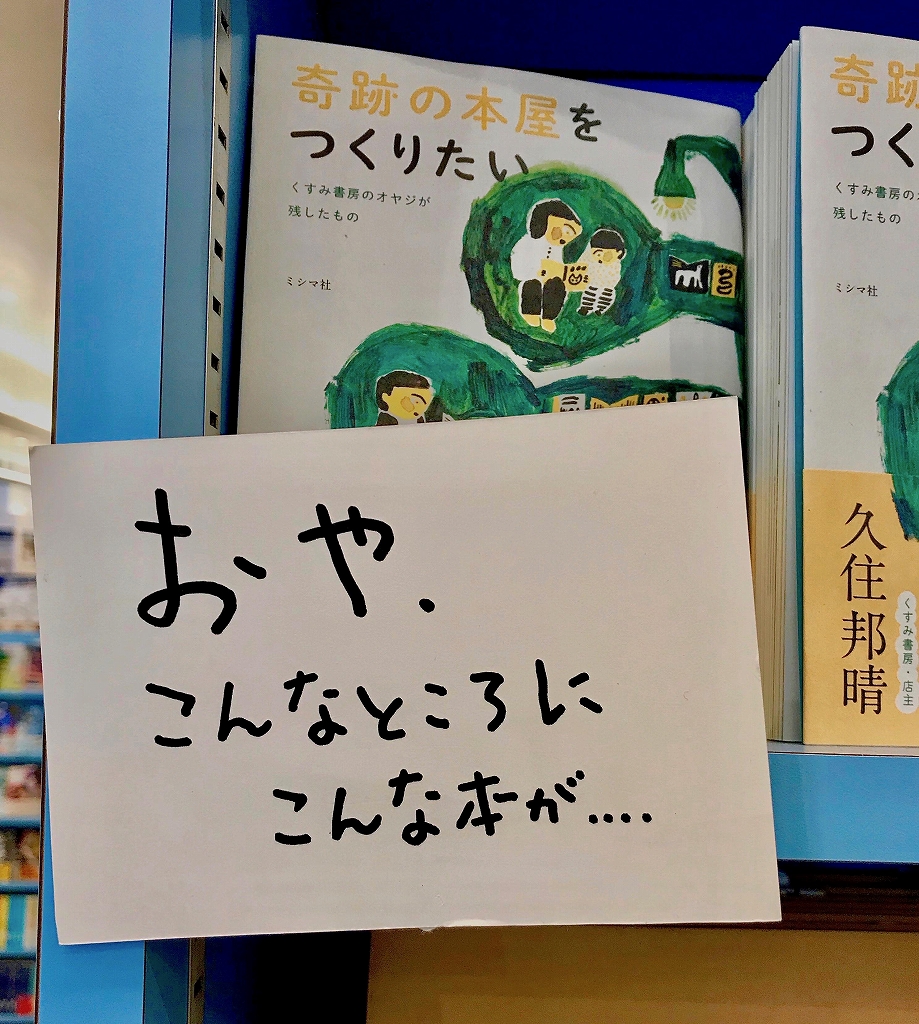 奇跡の本屋を
つくりたい
くすみ書房のオヤジが
残したもの
ミシマ社
奇跡
つく
くすみ書房の
残したもの
ミシマ社
久住邦晴
くすみ書房・店主
おや.
こんなところに
こんな本が....